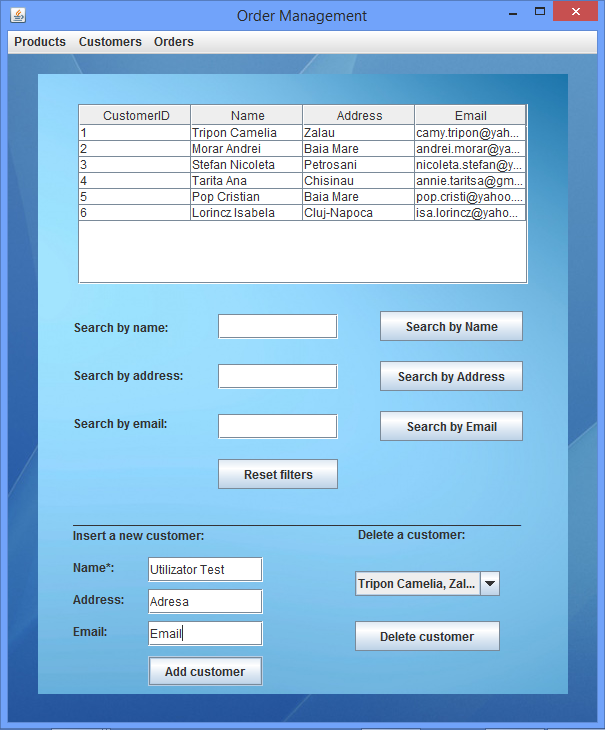 Order Management
Products Customers Orders
CustomerID Name Address Email
1 Tripon Camelia Zalau camy.tripon@yah...
2 Morar Andrei Baia Mare andrei.morar@ya...
3 Stefan Nicoleta Petrosani nicoleta.stefan@y...
4 Tarita Ana Chisinau annie.taritsa@gm...
5 Pop Cristian Baia Mare pop.cristi@yahoo....
6 Lorincz Isabela Cluj-Napoca isa.lorincz@yaho...
Search by name: Search by Name
Search by address: Search by Address
Search by email: Search by Email
Reset filters
Insert a new customer: Delete a customer:
Name*: Utilizator Test
Tripon Camelia, Zal...
Address: Adresa
Email: Email
Delete customer
Add customer